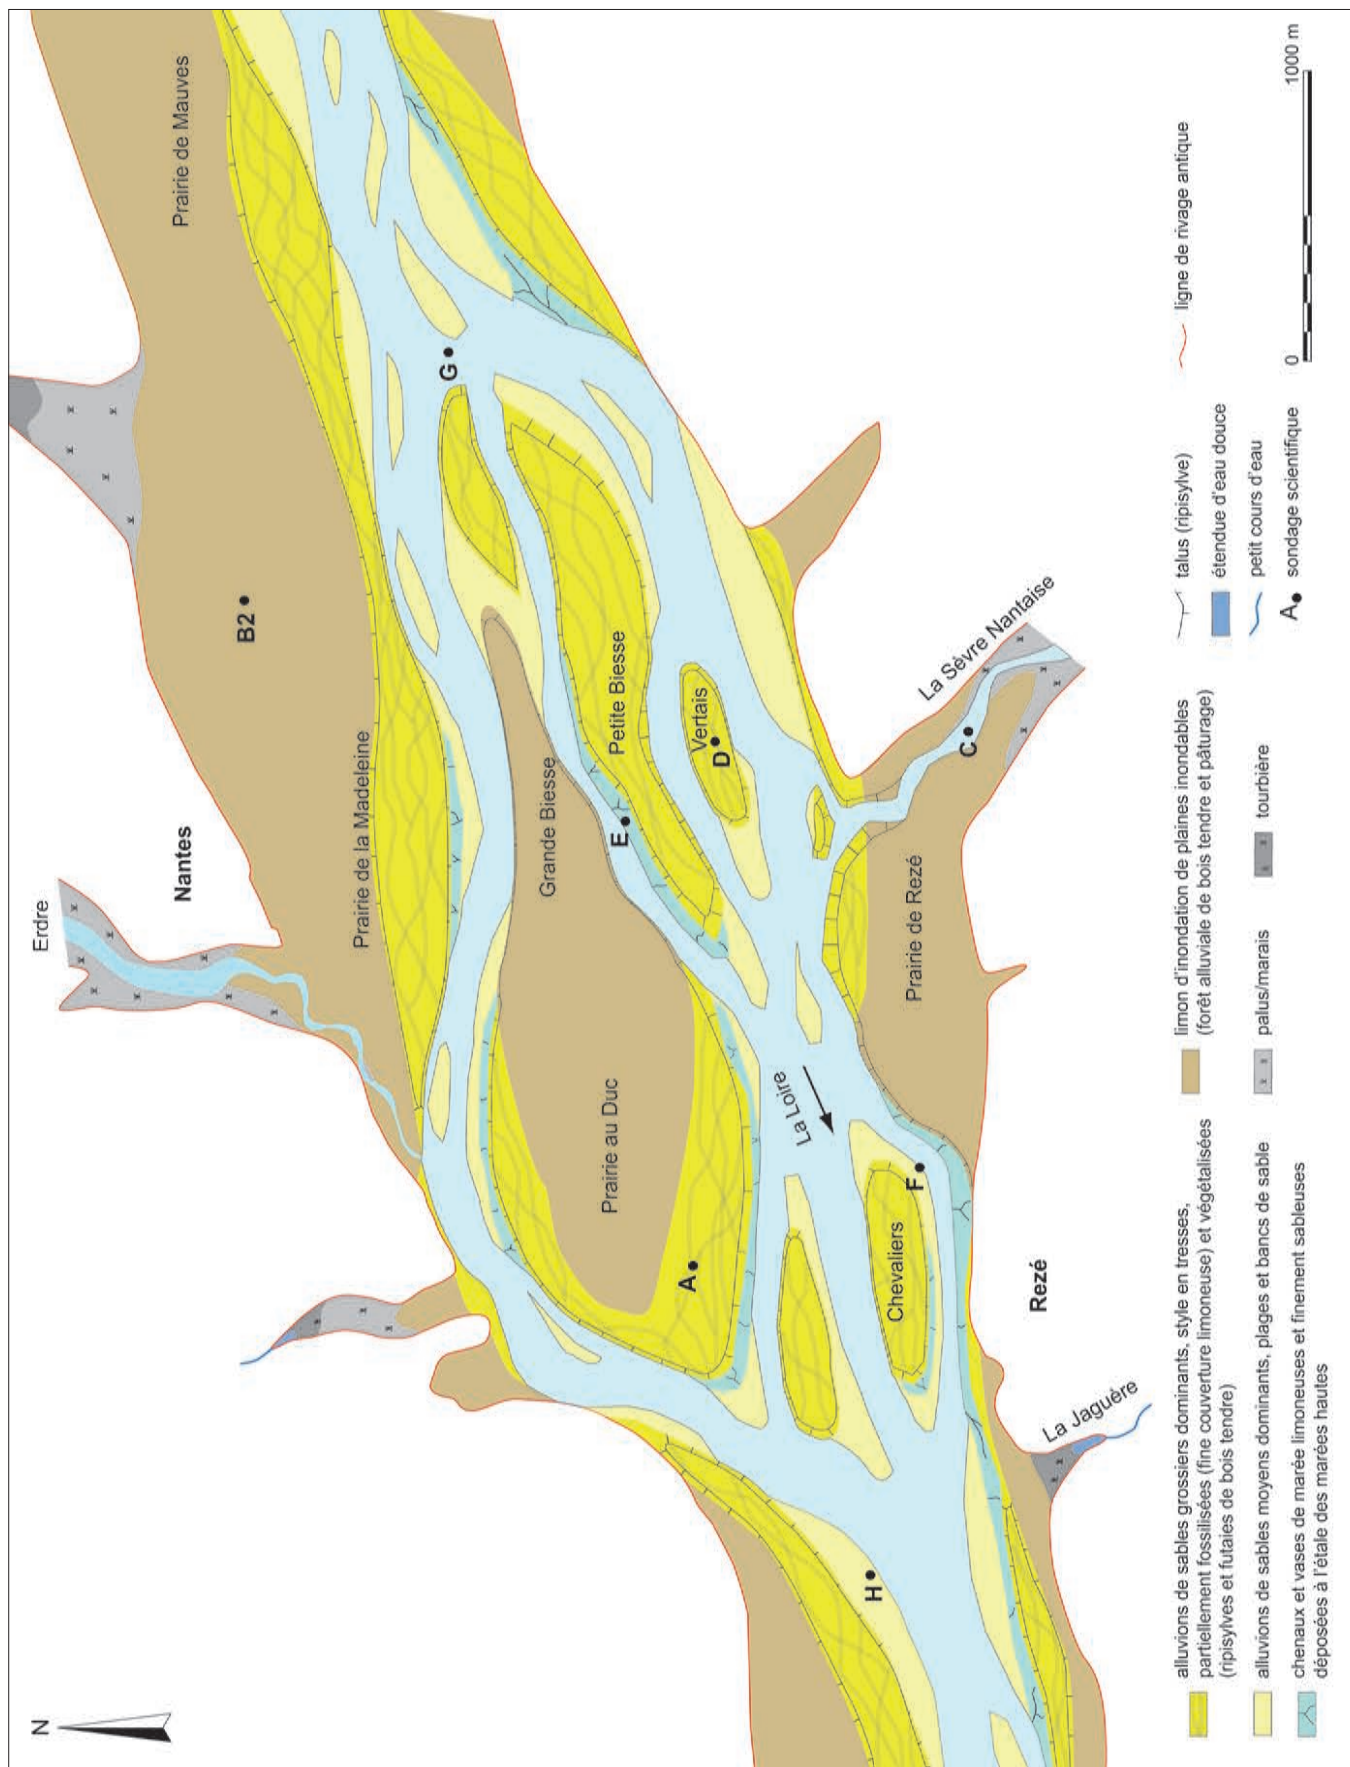 N
Erdre
Nantes
Prairie de Mauves
B2
Prairie de la Madeleine
Grande Biesse
Petite Biesse
Prairie au Duc
E
G
A
Vertais
D
La Loire
Chevaliers
F
H
Prairie de Rezé
C
La Sèvre Nantaise
Rezé
La Jaguère
alluvions de sables grossiers dominants, style en tresses,
partiellement fossilisées (fine couverture limoneuse) et végétalisées
(ripisylves et futaies de bois tendre)
alluvions de sables moyens dominants, plages et bancs de sable
chenaux et vases de marée limoneuses et finement sableuses
déposées à l'étale des marées hautes
limon d'inondation de plaines inondables
(forêt alluviale de bois tendre et pâturage)
palus/marais
tourbière
talus (ripisylve)
étendue d'eau douce
petit cours d'eau
A
sondage scientifique
ligne de rivage antique
0
1000 m